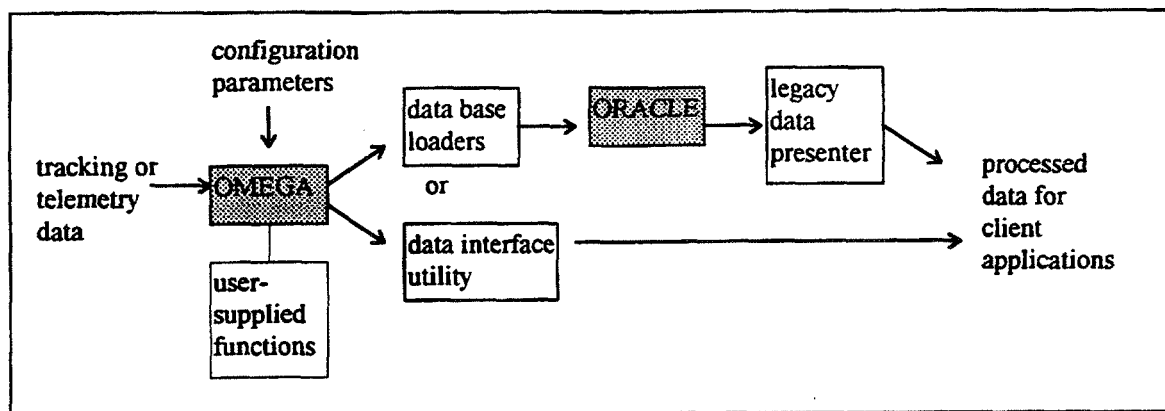 configuration
parameters
tracking or
telemetry
data
OMEGA
user-
supplied
functions
data base
loaders
or
data interface
utility
ORACLE
legacy
data
presenter
processed
data for
client
applications